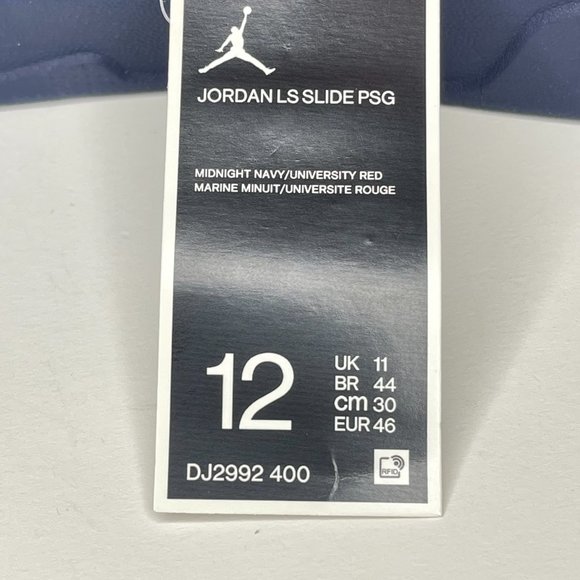 JORDAN LS SLIDE PSG
MIDNIGHT NAVY/UNIVERSITY RED
MARINE MINUIT/UNIVERSITE ROUGE
12
UK 11
BR 44
cm 30
EUR 46
DJ2992 400
RFID